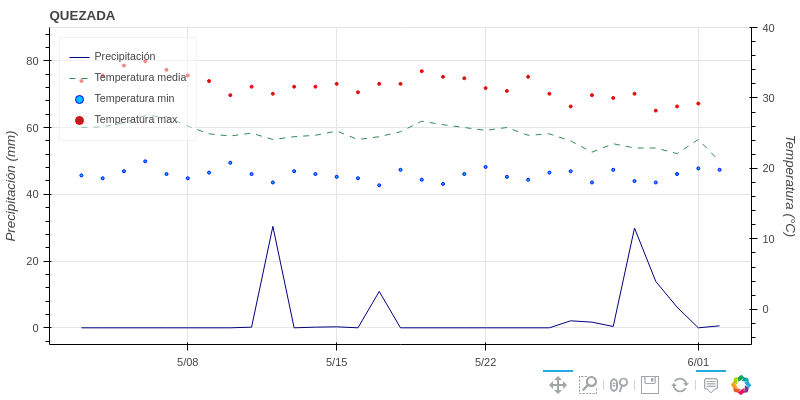 QUEZADA
Precipitación
Temperatura media
Temperatura min
Temperatura max
Precipitación (mm)
80
60
40
20
0
Temperatura (°C)
40
30
20
10
0
5/08
5/15
5/22
6/01